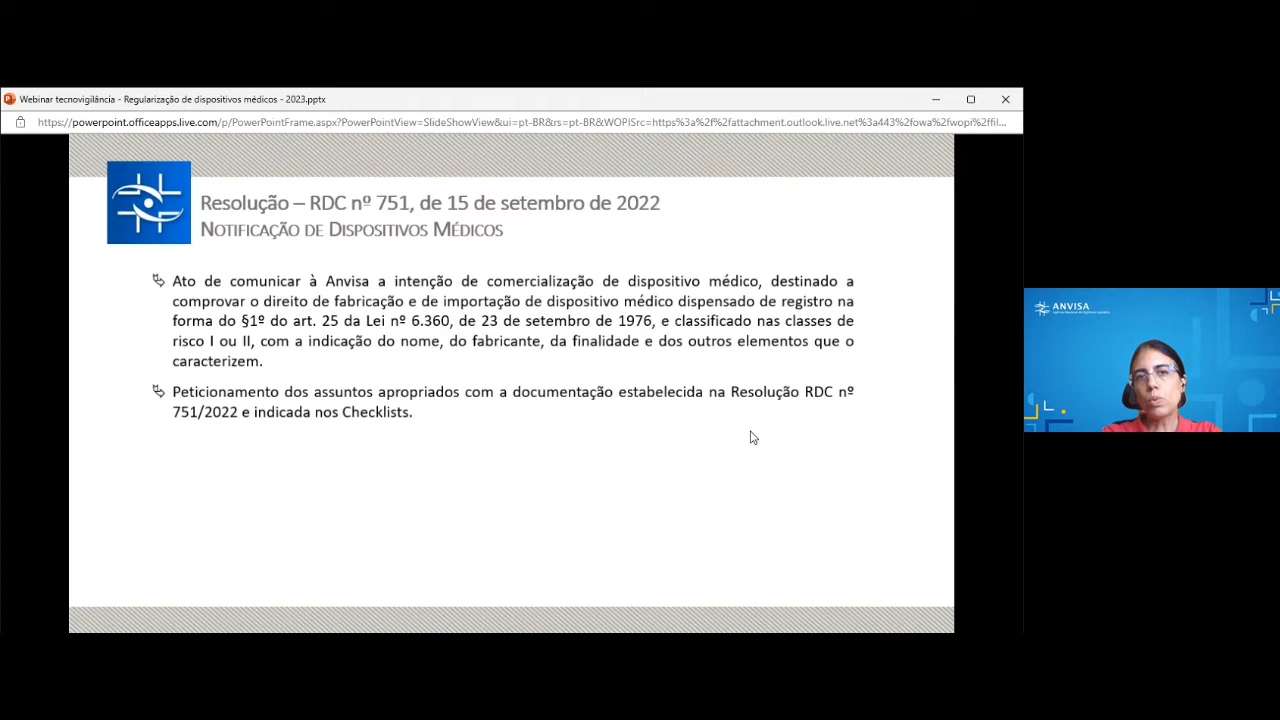 Webinar tecnovigilância - Regularização de dispositivos médicos - 2023.pptx
https://powerpoint.officeapps.live.com/p/PowerPointFrame.aspx?PowerPointView=SlideShowView&ui=pt-BR&rs=pt-BR&WOPISrc=https%3a%2f%2fattachment.outlook.live.net%3a443%2fowa%2fwopi%2ffil...
Resolução – RDC nº 751, de 15 de setembro de 2022
NOTIFICAÇÃO DE DISPOSITIVOS MÉDICOS
Ato de comunicar à Anvisa a intenção de comercialização de dispositivo médico, destinado a
comprovar o direito de fabricação e de importação de dispositivo médico dispensado de registro na
forma do §1º do art. 25 da Lei nº 6.360, de 23 de setembro de 1976, e classificado nas classes de
risco I ou II, com a indicação do nome, do fabricante, da finalidade e dos outros elementos que o
caracterizem.
Peticionamento dos assuntos apropriados com a documentação estabelecida na Resolução RDC nº
751/2022 e indicada nos Checklists.
ANVISA
Agência Nacional de Vigilância Sanitária